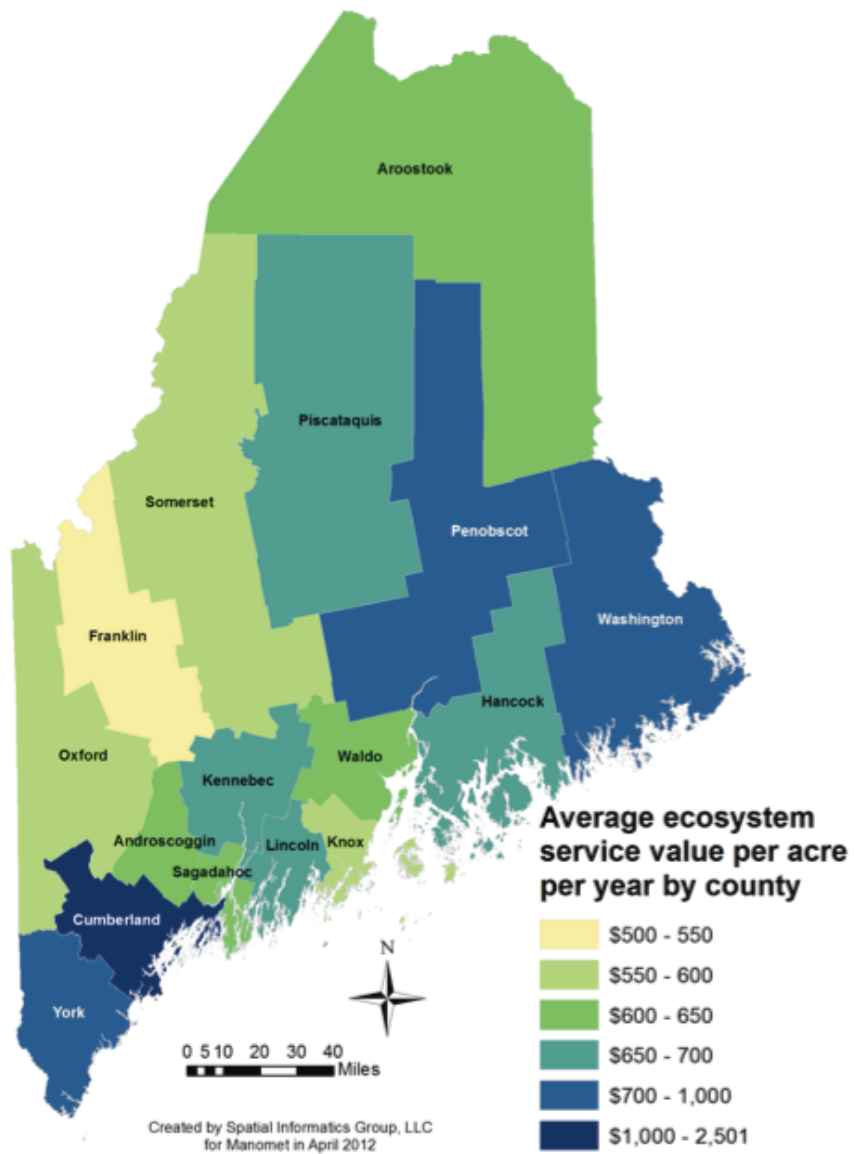 Aroostook
Piscataquis
Somerset
Penobscot
Franklin
Washington
Hancock
Oxford
Waldo
Kennebec
Androscoggin
Lincoln
Knox
Sagadahoc
Cumberland
York
Average ecosystem
service value per acre
per year by county
$500 - 550
$550 - 600
$600 - 650
$650 - 700
$700 - 1,000
$1,000 - 2,501
N
0 5 10 20 30 40
Miles
Created by Spatial Informatics Group, LLC
for Manomet in April 2012